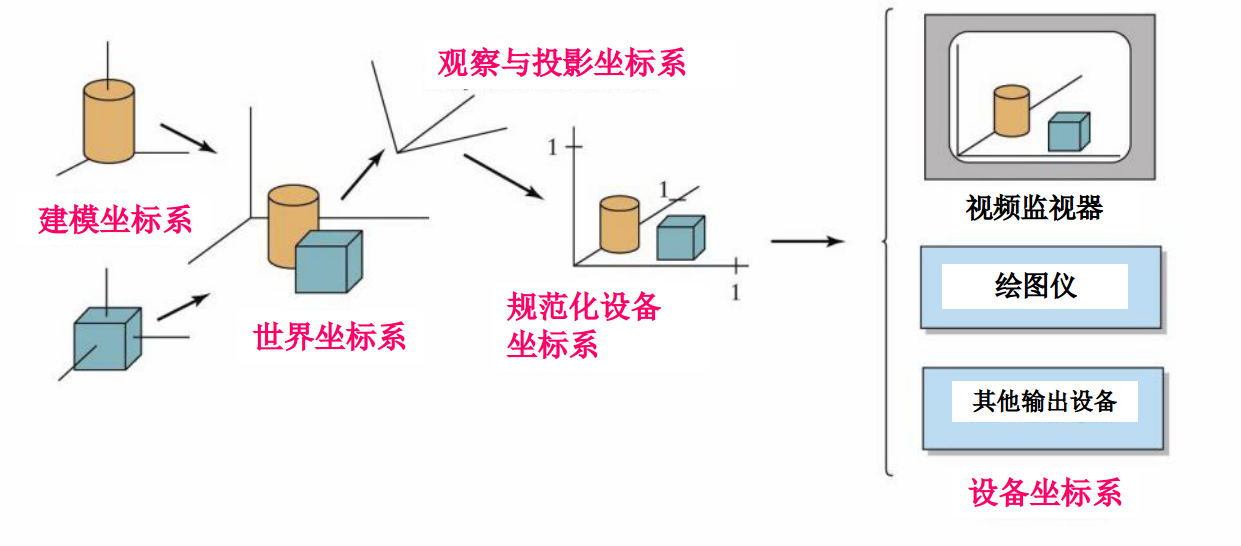 建模坐标系
世界坐标系
观察与投影坐标系
1
1
1
规范化设备
坐标系
视频监视器
绘图仪
其他输出设备
设备坐标系